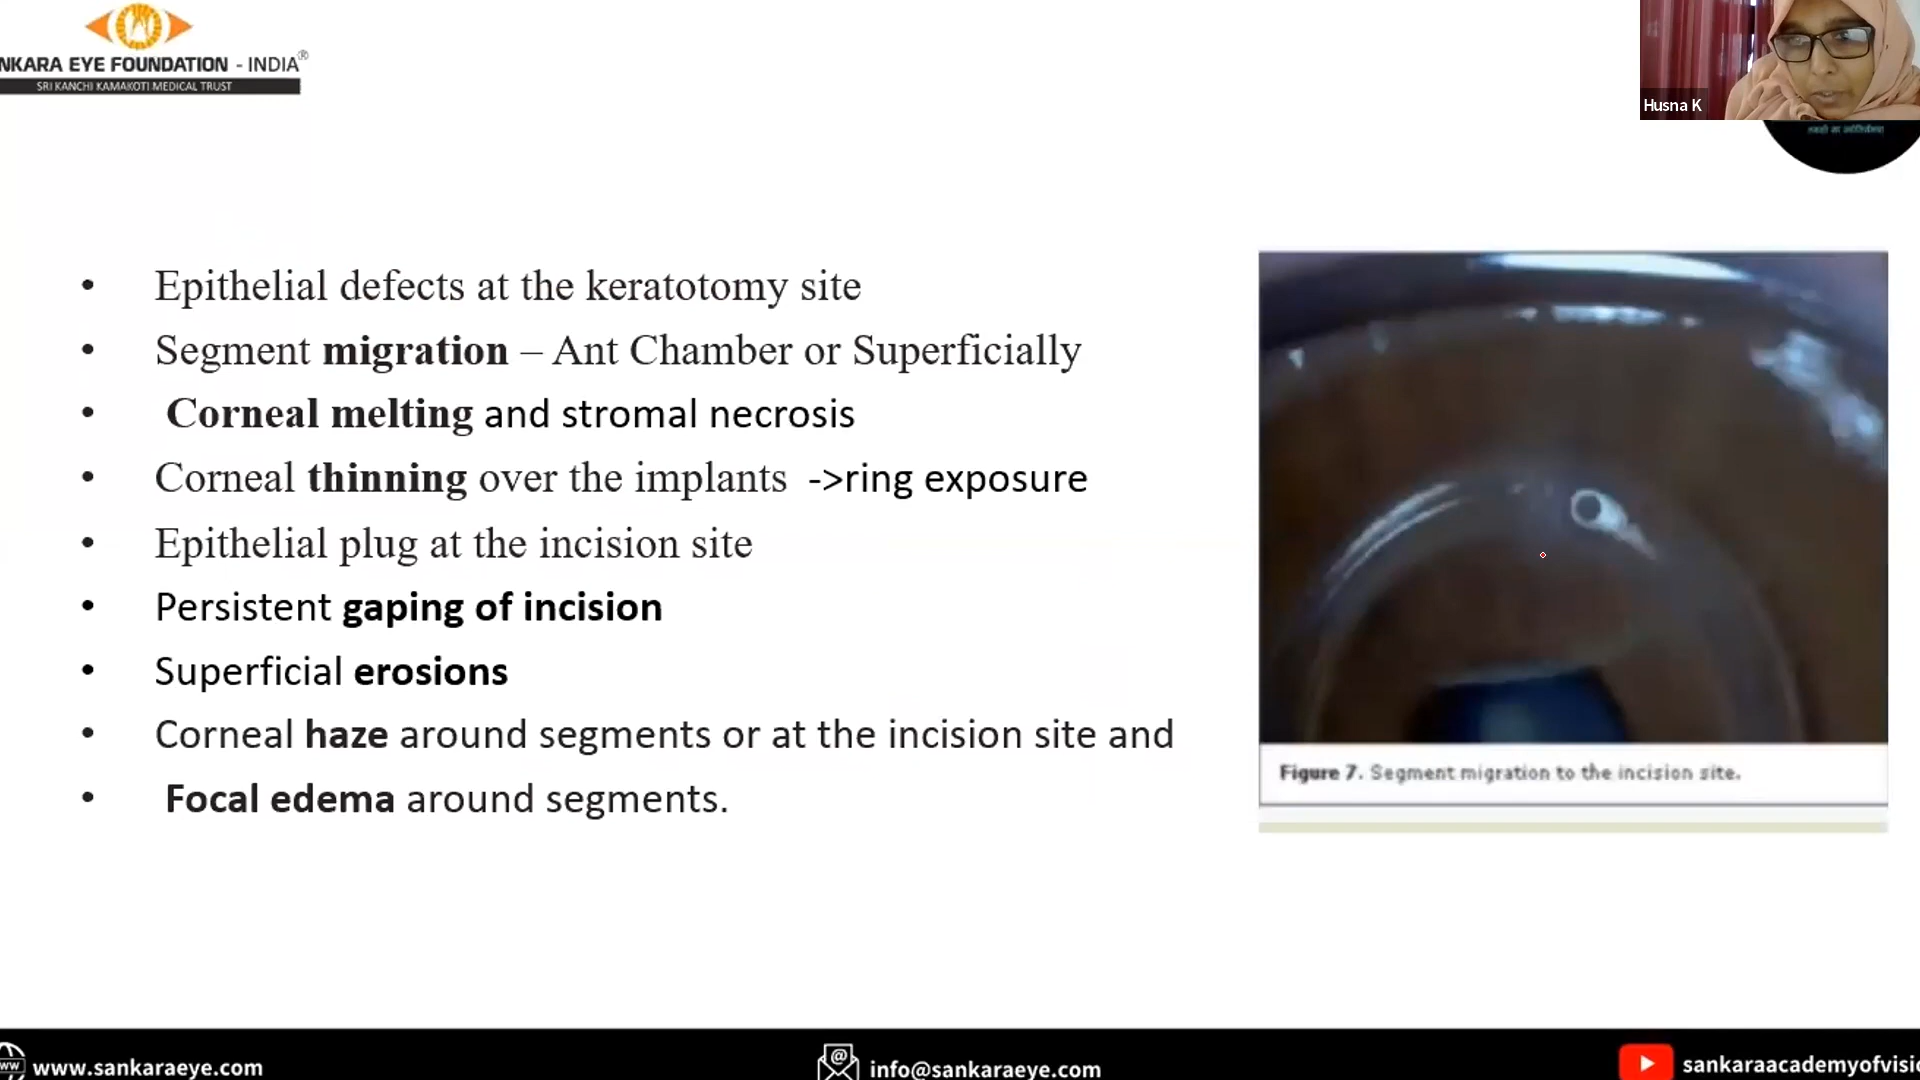 NKARA EYE FOUNDATION - INDIA®
SRI KANCHI KAMAKOTI MEDICAL TRUST
Husna K
• Epithelial defects at the keratotomy site
• Segment migration – Ant Chamber or Superficially
• Corneal melting and stromal necrosis
• Corneal thinning over the implants ->ring exposure
• Epithelial plug at the incision site
• Persistent gaping of incision
• Superficial erosions
• Corneal haze around segments or at the incision site and
• Focal edema around segments.
Figure 7. Segment migration to the incision site.
www.sankaraeye.com
info@sankaraeye.com
sankaraacademyofvisi